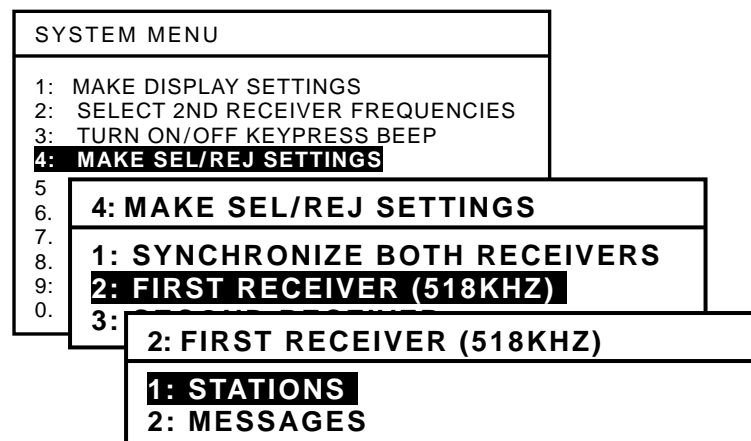 SYSTEM MENU
1: MAKE DISPLAY SETTINGS
2: SELECT 2ND RECEIVER FREQUENCIES
3: TURN ON/OFF KEYPRESS BEEP
4: MAKE SEL/REJ SETTINGS
5
6.
7.
8.
9:
0.
4: MAKE SEL/REJ SETTINGS
1: SYNCHRONIZE BOTH RECEIVERS
2: FIRST RECEIVER (518KHZ)
3:
2: FIRST RECEIVER (518KHZ)
1: STATIONS
2: MESSAGES